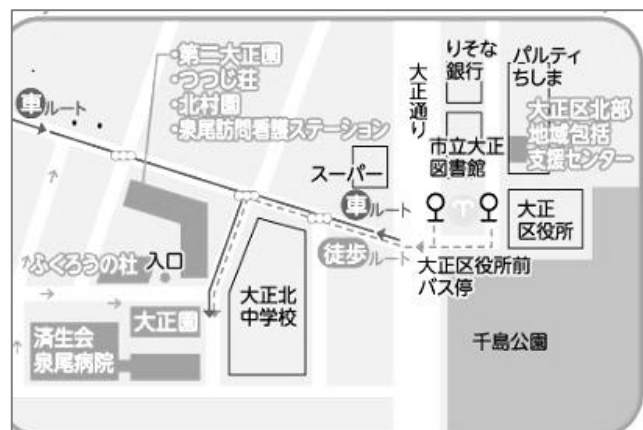 ・第二大正園
・つつじ荘
・北村園
・泉尾訪問看護ステーション
車ルート
大正通り
りそな
銀行
パルティ
ちしま
大正区北部
地域包括
支援センター
市立大正
図書館
スーパー
車ルート
徒歩ルート
大正
区役所
大正区役所前
バス停
ふくろうの杜
入口
大正園
大正北
中学校
済生会
泉尾病院
千島公園